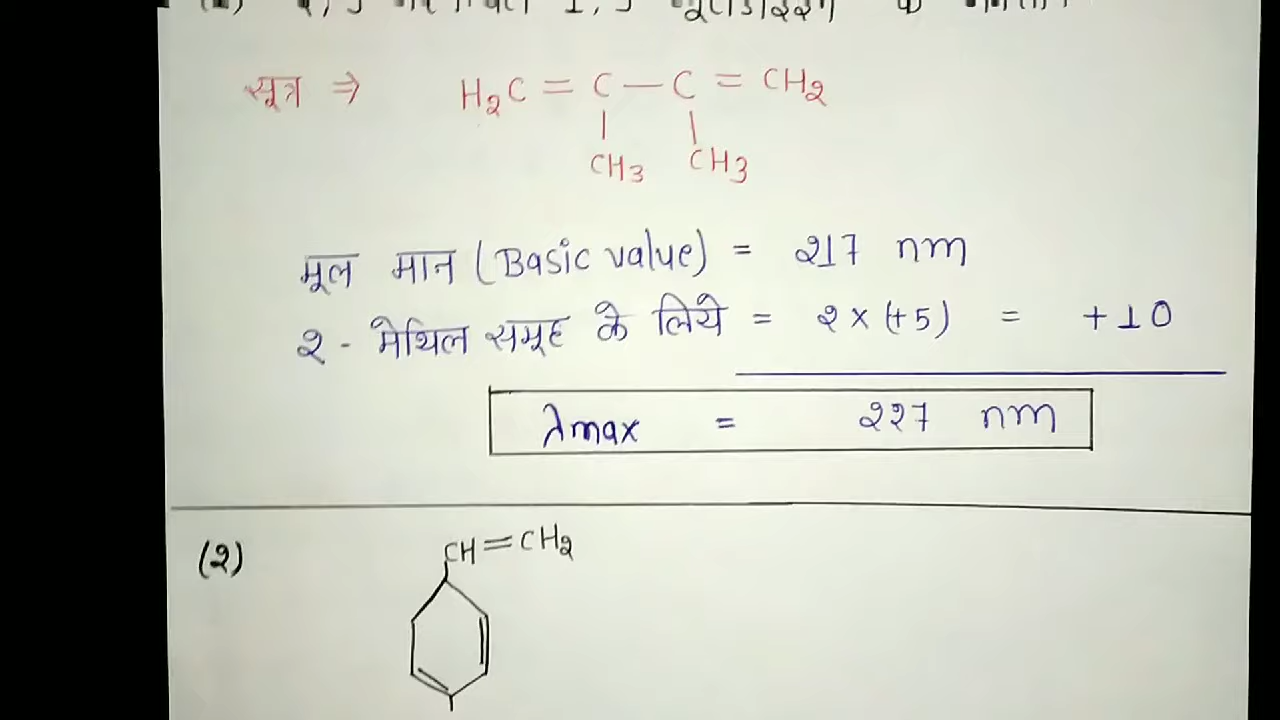 सूत्र ⇒ H₂C = C — C = CH₂
CH₃ CH₃
मूल मान (Basic value) = 217 nm
2 - मेथिल समूह के लिये = 2 × (+5) = +10
λmax = 227 nm
(2) CH=CH₂